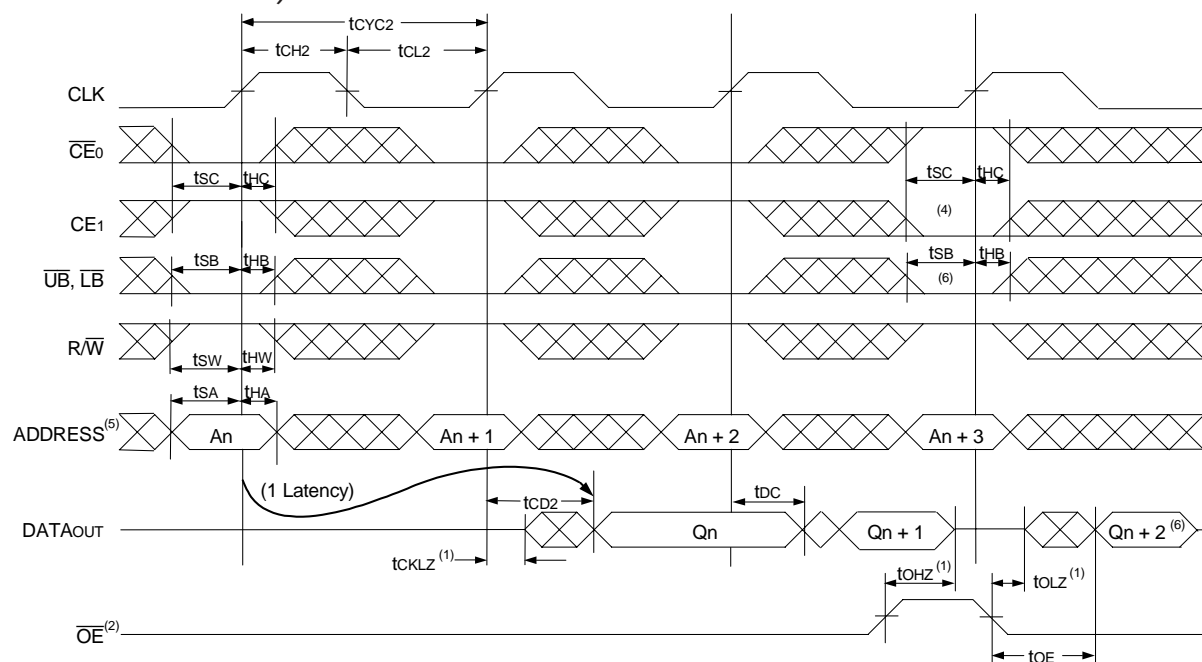 tCYC2
tCH2 tCL2
CLK
CE0
tSC tHC tSC tHC
CE1 (4)
tSB tHB tSB tHB
UB, LB (6)
R/W
tSW tHW
tSA tHA
ADDRESS(5) An An + 1 An + 2 An + 3
(1 Latency) tCD2 tDC
DATAOUT Qn Qn + 1 Qn + 2(6)
tCKLZ(1) tOHZ(1) tOLZ(1)
OE(2)
tOE